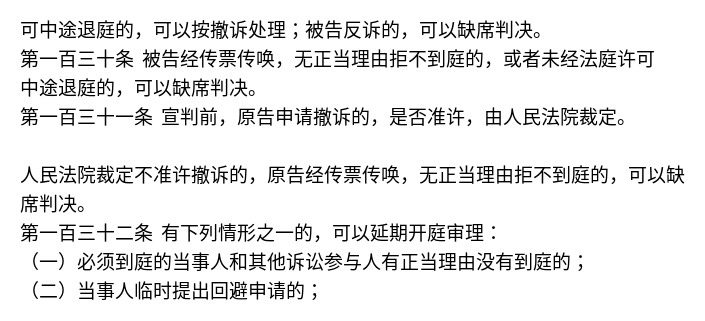 可中途退庭的，可以按撤诉处理；被告反诉的，可以缺席判决。
第一百三十条 被告经传票传唤，无正当理由拒不到庭的，或者未经法庭许可
中途退庭的，可以缺席判决。
第一百三十一条 宣判前，原告申请撤诉的，是否准许，由人民法院裁定。
人民法院裁定不准许撤诉的，原告经传票传唤，无正当理由拒不到庭的，可以缺
席判决。
第一百三十二条 有下列情形之一的，可以延期开庭审理：
（一）必须到庭的当事人和其他诉讼参与人有正当理由没有到庭的；
（二）当事人临时提出回避申请的；